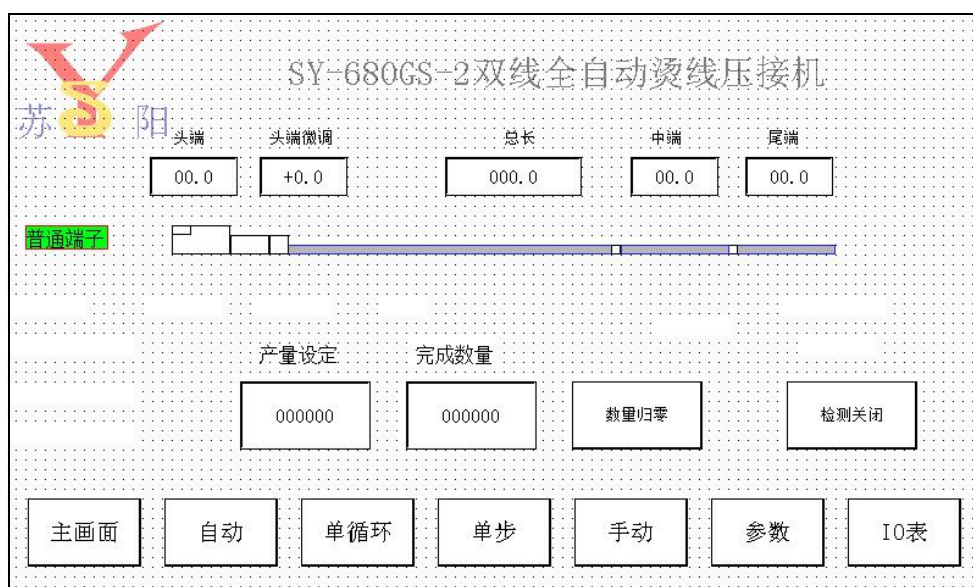 SY-680GS-2双线全自动烫线压接机
苏 YS 阳
头端 头端微调 总长 中端 尾端
00.0 +0.0 000.0 00.0 00.0
普通端子
产量设定 完成数量
000000 000000 数量归零 检测关闭
主画面 自动 单循环 单步 手动 参数 IO表